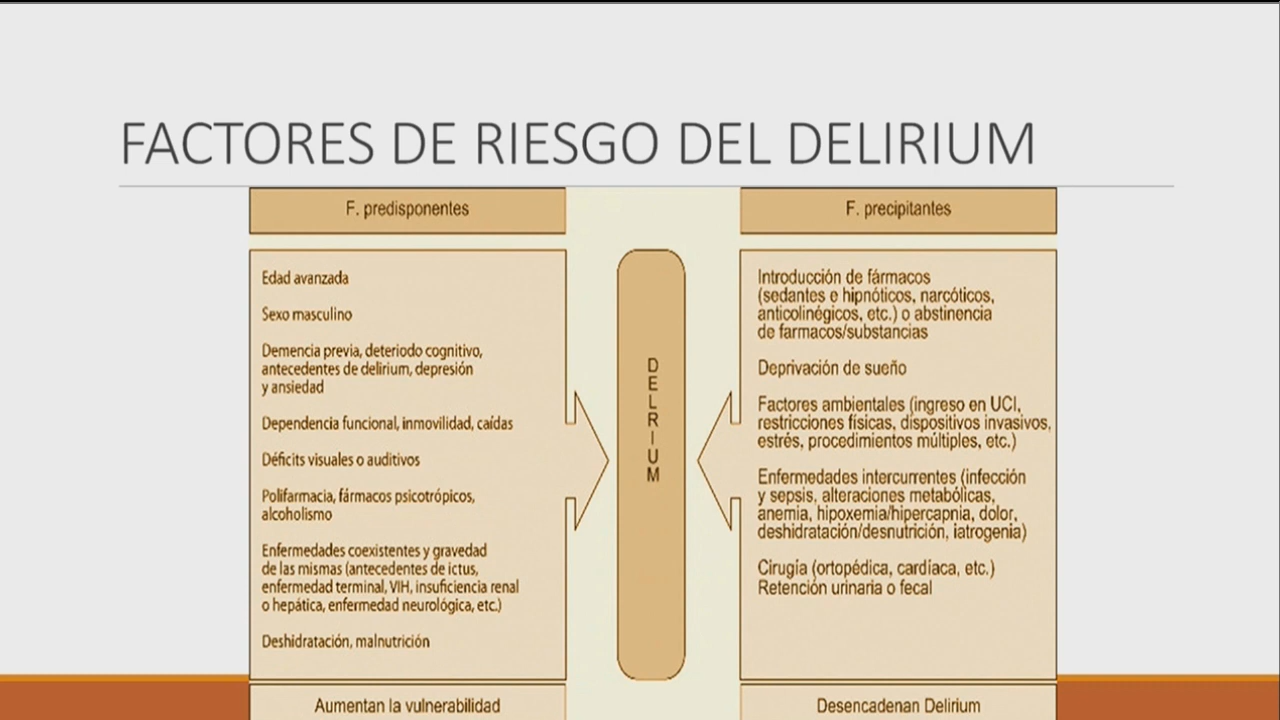 FACTORES DE RIESGO DEL DELIRIUM
F. predisponentes
Edad avanzada
Sexo masculino
Demencia previa, deteriodo cognitivo,
antecedentes de delirium, depresión
y ansiedad
Dependencia funcional, inmovilidad, caídas
Déficits visuales o auditivos
Polifarmacia, fármacos psicotrópicos,
alcoholismo
Enfermedades coexistentes y gravedad
de las mismas (antecedentes de ictus,
enfermedad terminal, VIH, insuficiencia renal
o hepática, enfermedad neurológica, etc.)
Deshidratación, malnutrición
Aumentan la vulnerabilidad
DELRIUM
F. precipitantes
Introducción de fármacos
(sedantes e hipnóticos, narcóticos,
anticolinégicos, etc.) o abstinencia
de farmacos/substancias
Deprivación de sueño
Factores ambientales (ingreso en UCI,
restricciones físicas, dispositivos invasivos,
estrés, procedimientos múltiples, etc.)
Enfermedades intercurrentes (infección
y sepsis, alteraciones metabólicas,
anemia, hipoxemia/hipercapnia, dolor,
deshidratación/desnutrición, iatrogenia)
Cirugía (ortopédica, cardíaca, etc.)
Retención urinaria o fecal
Desencadenan Delirium